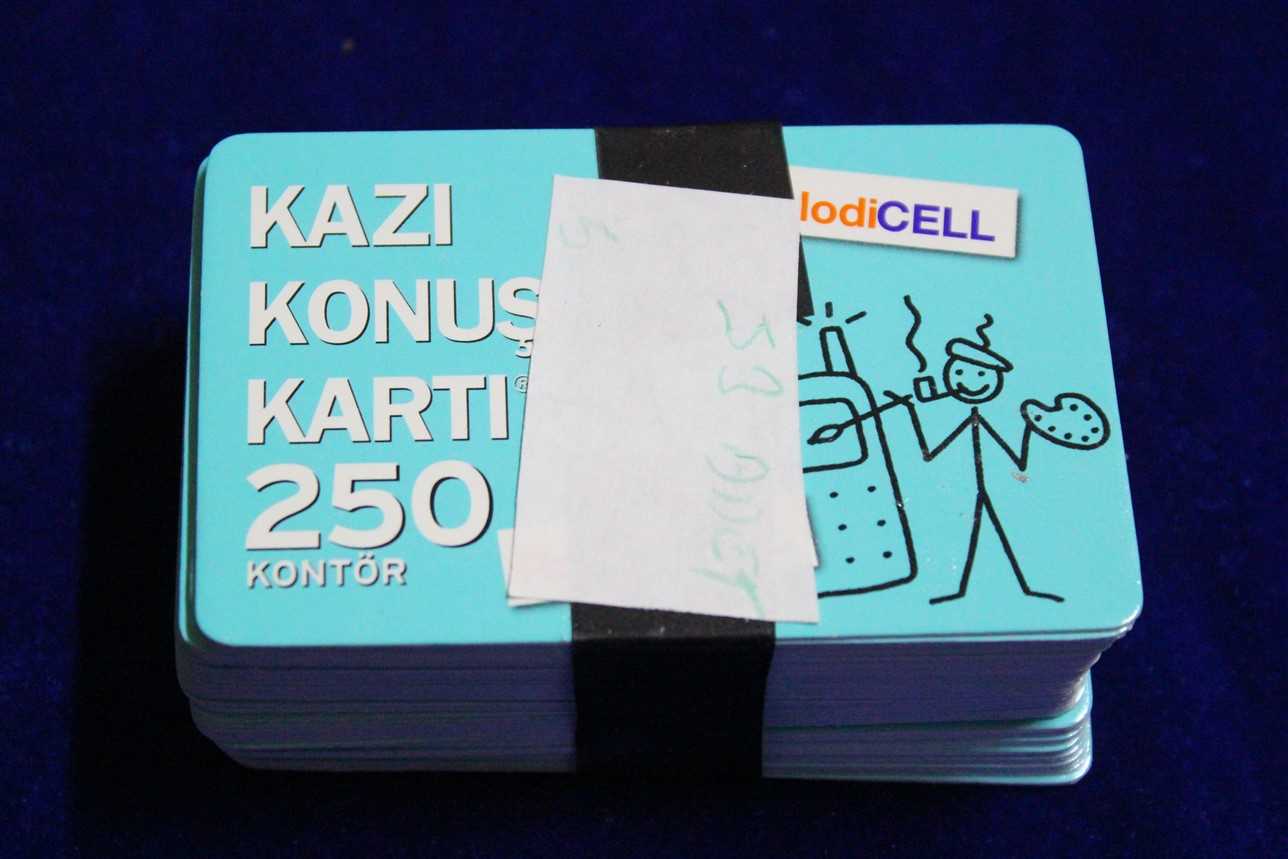 KAZI
KONUŞ
KARTI®
250
KONTÖR
lodiCELL